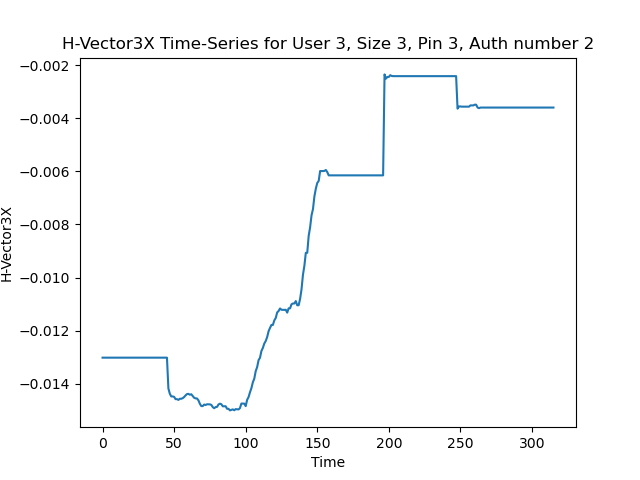 H-Vector3X Time-Series for User 3, Size 3, Pin 3, Auth number 2
−0.002
−0.004
−0.006
−0.008
−0.010
−0.012
−0.014
H-Vector3X
0 50 100 150 200 250 300
Time